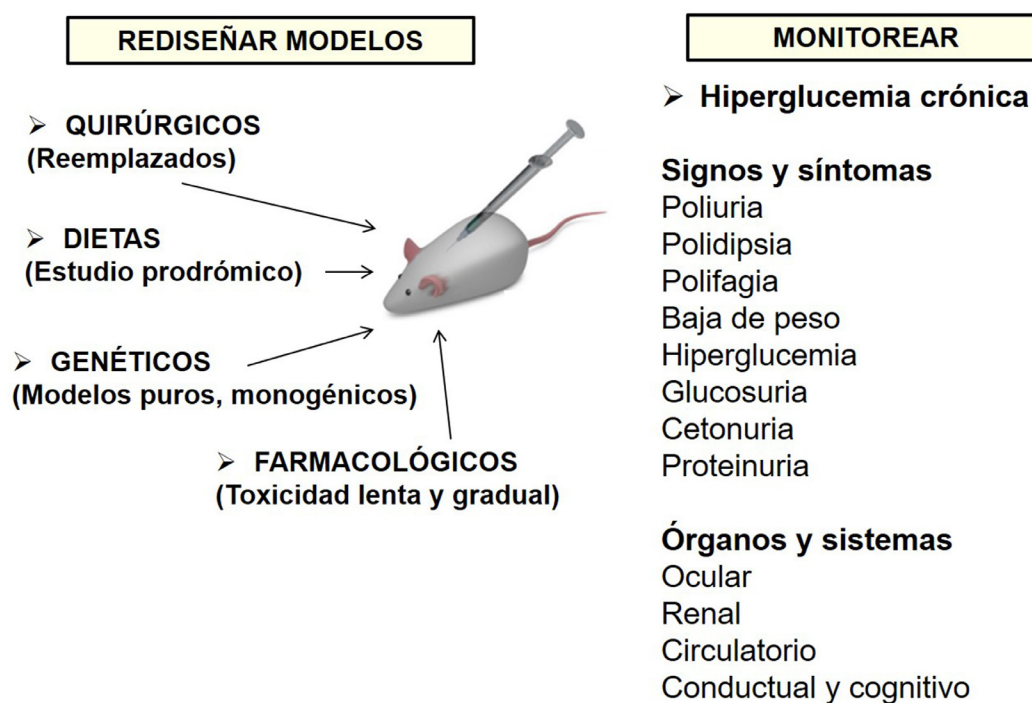 REDISEÑAR MODELOS
➢ QUIRÚRGICOS
(Reemplazados)
➢ DIETAS
(Estudio prodrómico)
➢ GENÉTICOS
(Modelos puros, monogénicos)
➢ FARMACOLÓGICOS
(Toxicidad lenta y gradual)
MONITOREAR
➢ Hiperglucemia crónica
Signos y síntomas
Poliuria
Polidipsia
Polifagia
Baja de peso
Hiperglucemia
Glucosuria
Cetonuria
Proteinuria
Órganos y sistemas
Ocular
Renal
Circulatorio
Conductual y cognitivo